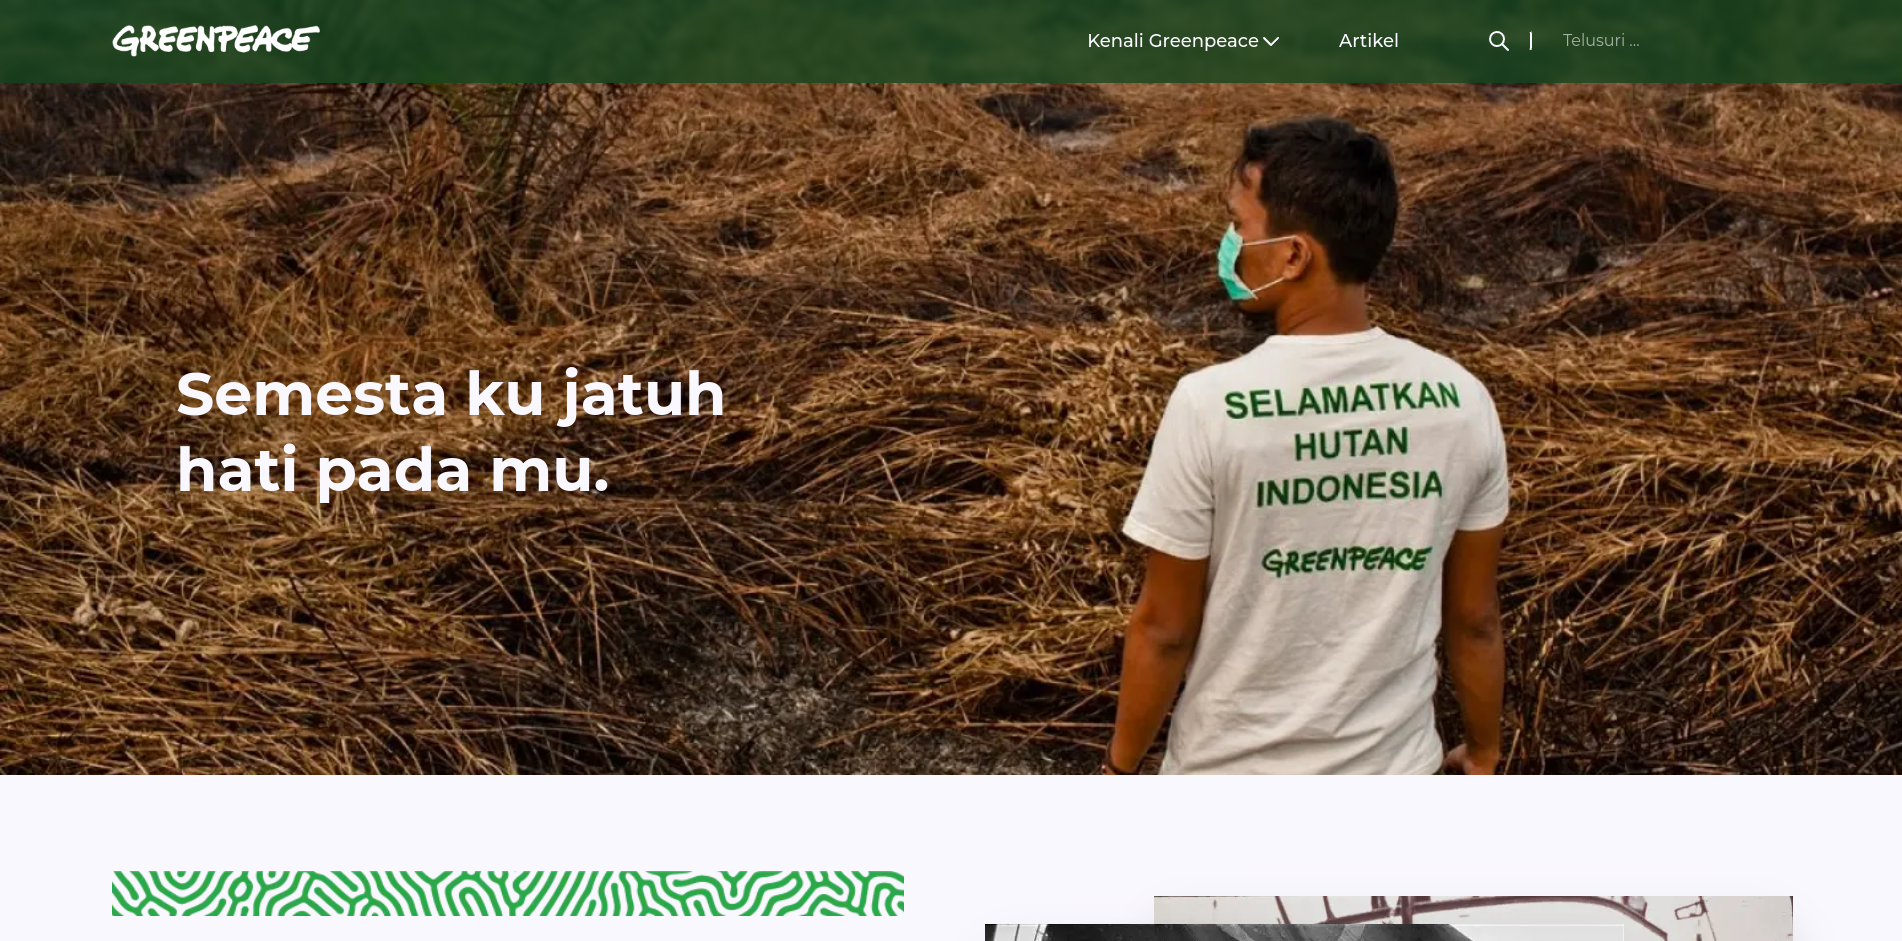 GREENPEACE
Kenali Greenpeace
Artikel
Telusuri ...
Semesta ku jatuh
hati pada mu.
SELAMATKAN
HUTAN
INDONESIA
GREENPEACE